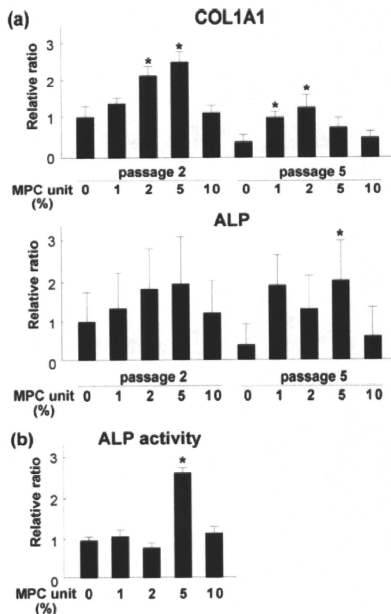 (a) COL1A1
Relative ratio
3
2
1
0
* * * *
passage 2 passage 5
MPC unit 0 1 2 5 10 0 1 2 5 10
(%)
ALP
Relative ratio
3
2
1
0
*
passage 2 passage 5
MPC unit 0 1 2 5 10 0 1 2 5 10
(%)
(b) ALP activity
Relative ratio
3
2
1
0
*
MPC unit 0 1 2 5 10
(%)